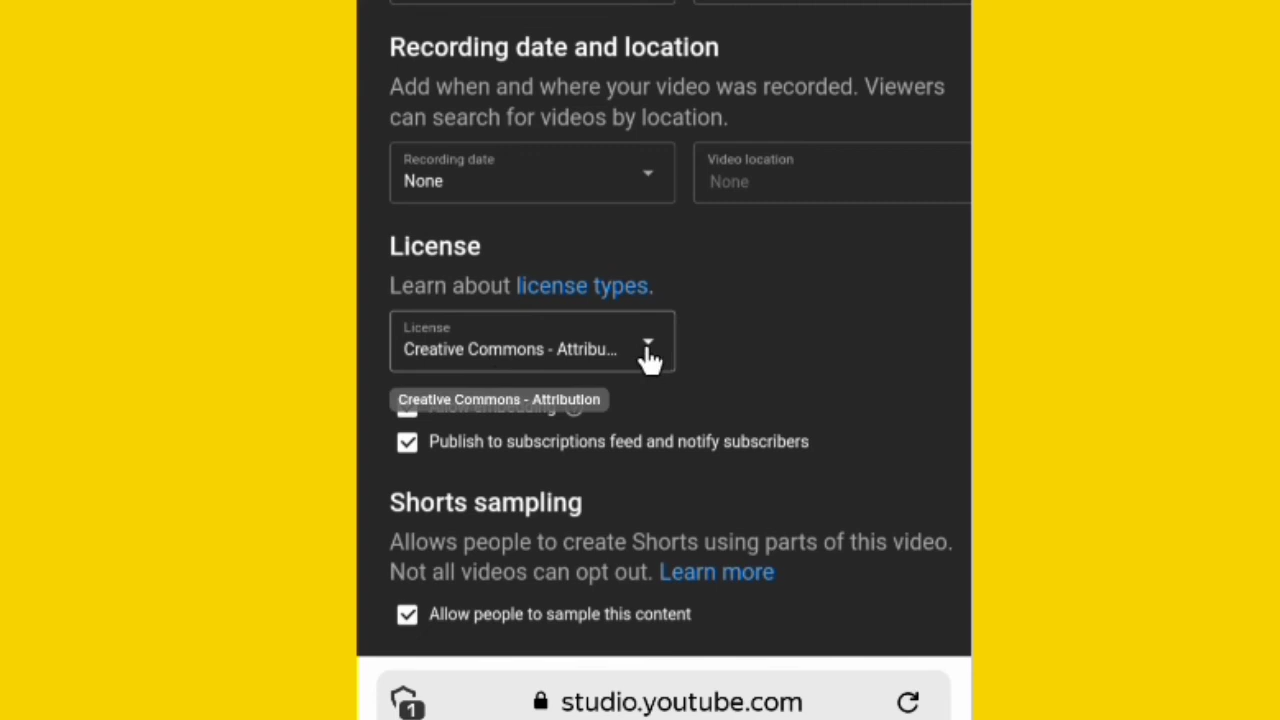 Recording date and location
Add when and where your video was recorded. Viewers
can search for videos by location.
Recording date
None
Video location
None
License
Learn about license types.
License
Creative Commons - Attribu...
Creative Commons - Attribution
Allow embedding
Publish to subscriptions feed and notify subscribers
Shorts sampling
Allows people to create Shorts using parts of this video.
Not all videos can opt out. Learn more
Allow people to sample this content
1
studio.youtube.com